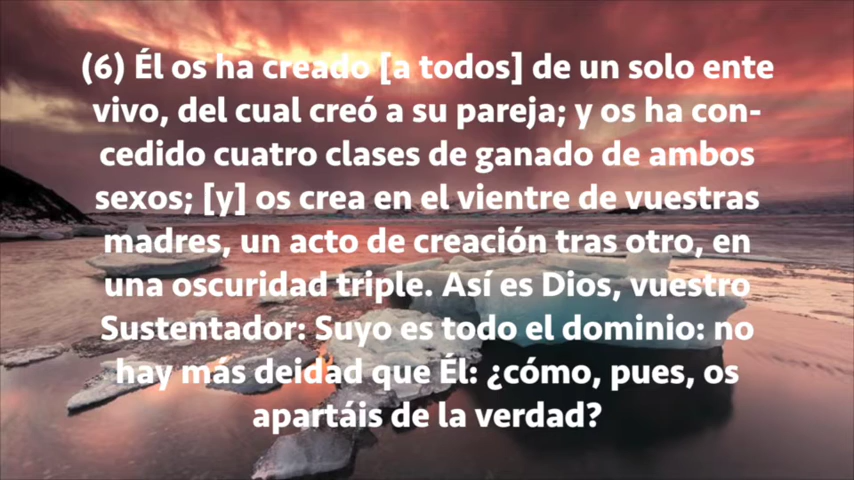 (6) Él os ha creado [a todos] de un solo ente
vivo, del cual creó a su pareja; y os ha con-
cedido cuatro clases de ganado de ambos
sexos; [y] os crea en el vientre de vuestras
madres, un acto de creación tras otro, en
una oscuridad triple. Así es Dios, vuestro
Sustentador: Suyo es todo el dominio: no
hay más deidad que Él: ¿cómo, pues, os
apartáis de la verdad?